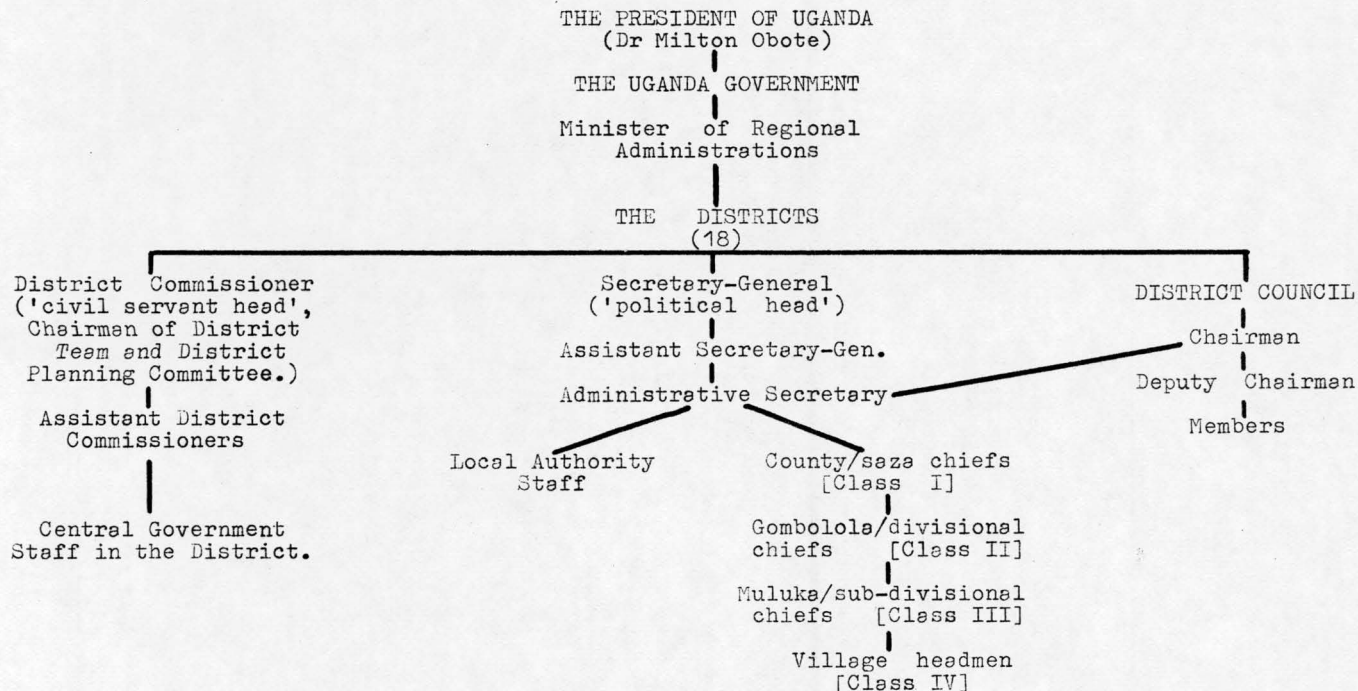 THE PRESIDENT OF UGANDA
(Dr Milton Obote)
THE UGANDA GOVERNMENT
Minister of Regional
Administrations
THE DISTRICTS
(18)
District Commissioner
('civil servant head',
Chairman of District
Team and District
Planning Committee.)
Assistant District
Commissioners
Central Government
Staff in the District.
Secretary-General
('political head')
Assistant Secretary-Gen.
Administrative Secretary
Local Authority
Staff
County/saza chiefs
[Class I]
Gombolola/divisional
chiefs [Class II]
Muluka/sub-divisional
chiefs [Class III]
Village headmen
[Class IV]
DISTRICT COUNCIL
Chairman
Deputy Chairman
Members